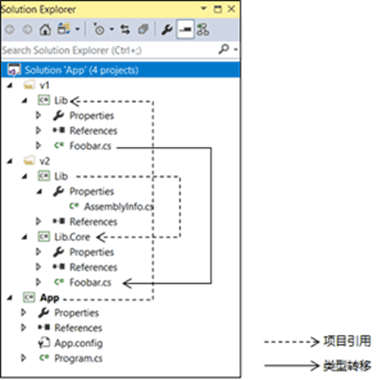 Solution Explorer
Search Solution Explorer (Ctrl+;)
Solution 'App' (4 projects)
v1
Lib
Properties
References
Foobar.cs
v2
Lib
Properties
AssemblyInfo.cs
References
Lib.Core
Properties
References
Foobar.cs
App
Properties
References
App.config
Program.cs
项目引用
类型转移